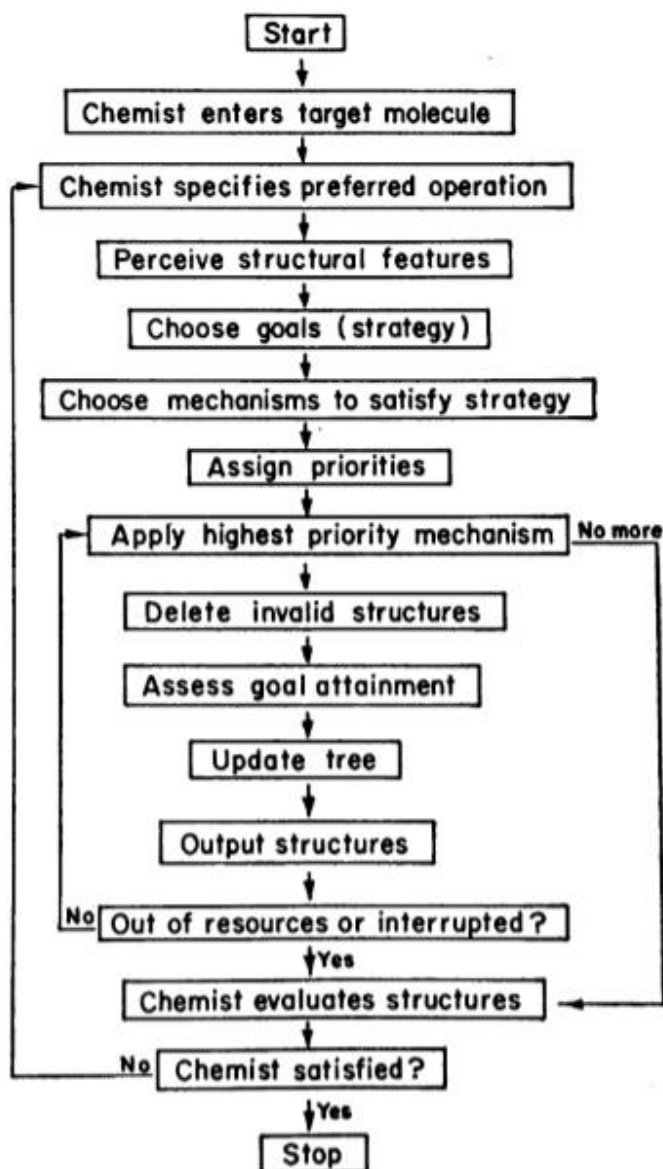 Start
Chemist enters target molecule
Chemist specifies preferred operation
Perceive structural features
Choose goals (strategy)
Choose mechanisms to satisfy strategy
Assign priorities
Apply highest priority mechanism
No more
Delete invalid structures
Assess goal attainment
Update tree
Output structures
No
Out of resources or interrupted?
Yes
Chemist evaluates structures
No
Chemist satisfied?
Yes
Stop